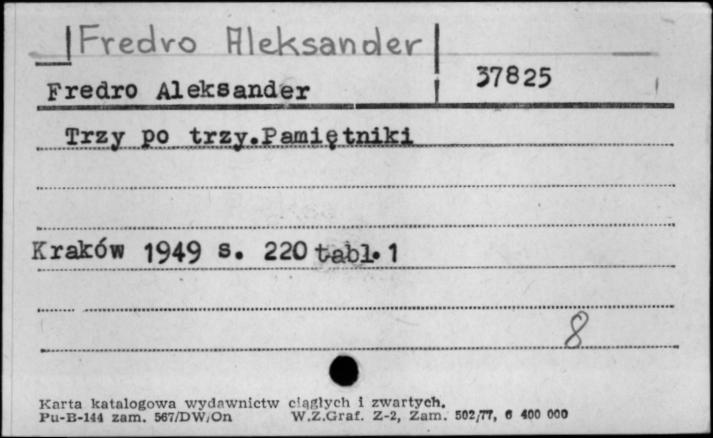 Fredro Aleksander
Fredro Aleksander 37825
Trzy po trzy.Pamiętniki
Kraków 1949 s. 220 tabl.1
8
Karta katalogowa wydawnictw ciągłych i zwartych.
Pu-B-144 zam. 567/DW/On W.Z.Graf. Z-2, Zam. 502/77, 6 400 000